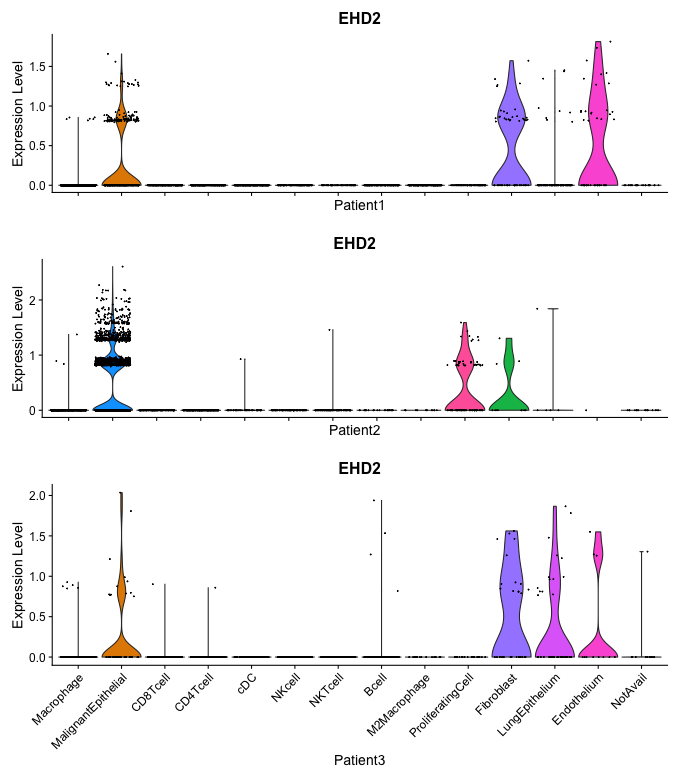 EHD2
Expression Level
1.5
1.0
0.5
0.0
Patient1
EHD2
Expression Level
2
1
0
Patient2
EHD2
Expression Level
2.0
1.5
1.0
0.5
0.0
Macrophage
MalignantEpithelial
CD8Tcell
CD4Tcell
cDC
NKcell
NKTcell
Bcell
M2Macrophage
ProliferatingCell
Fibroblast
LungEpithelium
Endothelium
NotAvail
Patient3